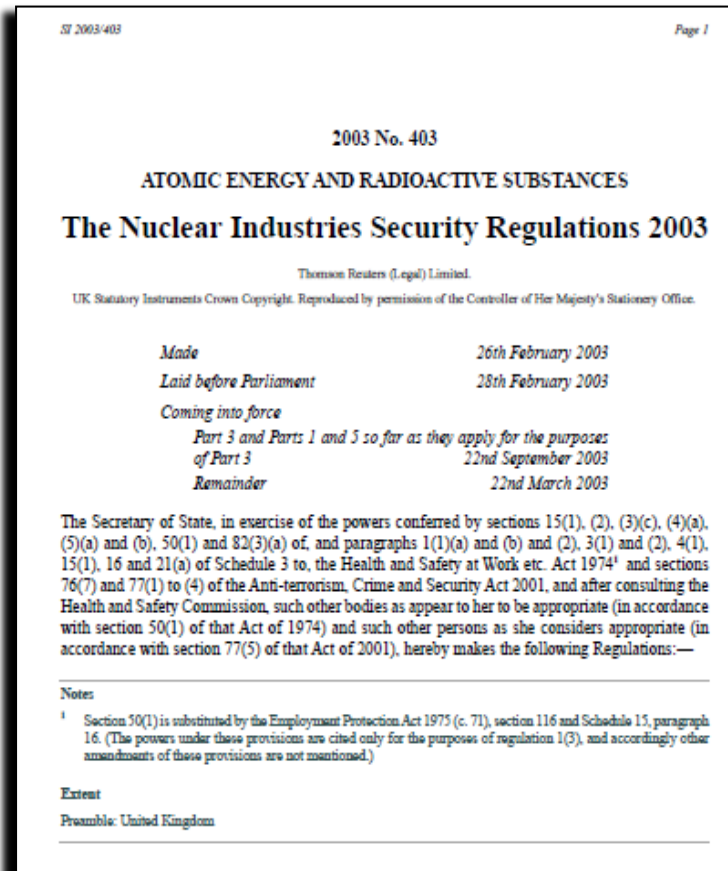 SI 2003/403 Page 1
2003 No. 403
ATOMIC ENERGY AND RADIOACTIVE SUBSTANCES
The Nuclear Industries Security Regulations 2003
Thomson Reuters (Legal) Limited.
UK Statutory Instruments Crown Copyright. Reproduced by permission of the Controller of Her Majesty's Stationery Office.
Made 26th February 2003
Laid before Parliament 28th February 2003
Coming into force
Part 3 and Parts 1 and 5 so far as they apply for the purposes
of Part 3 22nd September 2003
Remainder 22nd March 2003
The Secretary of State, in exercise of the powers conferred by sections 15(1), (2), (3)(c), (4)(a),
(5)(a) and (b), 50(1) and 82(3)(a) of, and paragraphs 1(1)(a) and (b) and (2), 3(1) and (2), 4(1),
15(1), 16 and 21(a) of Schedule 3 to, the Health and Safety at Work etc. Act 1974¹ and sections
76(7) and 77(1) to (4) of the Anti-terrorism, Crime and Security Act 2001, and after consulting the
Health and Safety Commission, such other bodies as appear to her to be appropriate (in accordance
with section 50(1) of that Act of 1974) and such other persons as she considers appropriate (in
accordance with section 77(5) of that Act of 2001), hereby makes the following Regulations:—
Notes
1 Section 50(1) is substituted by the Employment Protection Act 1975 (c. 71), section 116 and Schedule 15, paragraph
16. (The powers under these provisions are cited only for the purposes of regulation 1(3), and accordingly other
amendments of these provisions are not mentioned.)
Extent
Preamble: United Kingdom